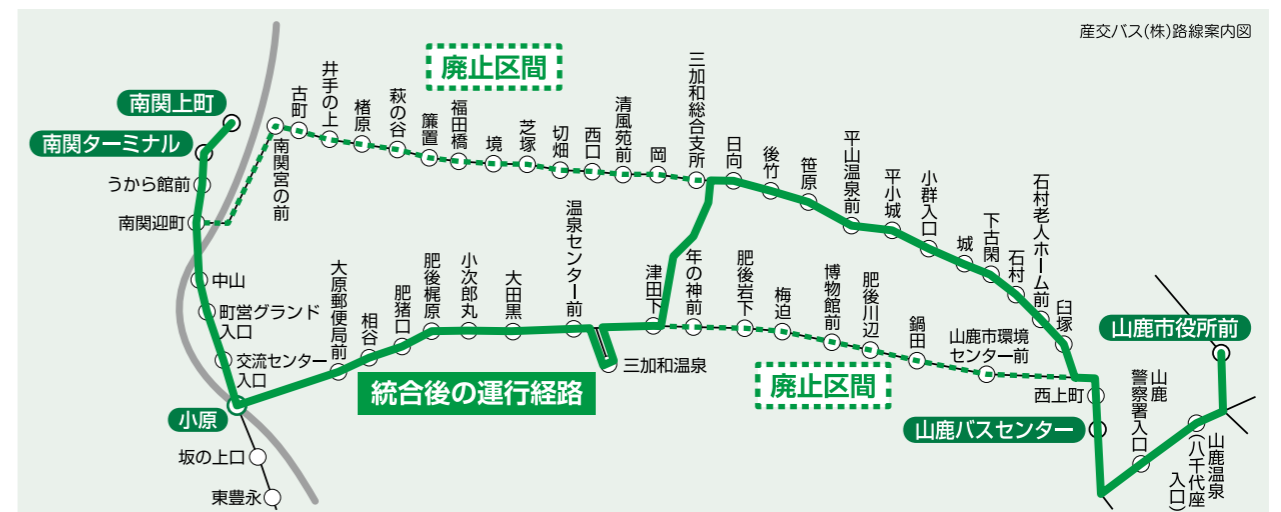 産交バス(株)路線案内図
廃止区間
南関上町
南関ターミナル
うから館前
南関迎町
中山
町営グランド
入口
交流センター
入口
小原
坂の上口
東豊永
南関宮の前
古町
井手の上
楮原
萩の谷
簾置
福田橋
境
芝塚
切畑
西口
清風苑前
岡
三加和総合支所
日向
後竹
笹原
平山温泉前
平小城
小群入口
城
下古閑
石村
石村老人ホーム前
臼塚
大原郵便局前
相谷
肥猪口
肥後梶原
小次郎丸
大田黒
温泉センター前
三加和温泉
津田下
年の神前
肥後岩下
梅迫
博物館前
肥後川辺
鍋田
山鹿市環境
センター前
統合後の運行経路
廃止区間
西上町
山鹿バスセンター
山鹿
警察署入口
山鹿温泉
(八千代座
入口)
山鹿市役所前